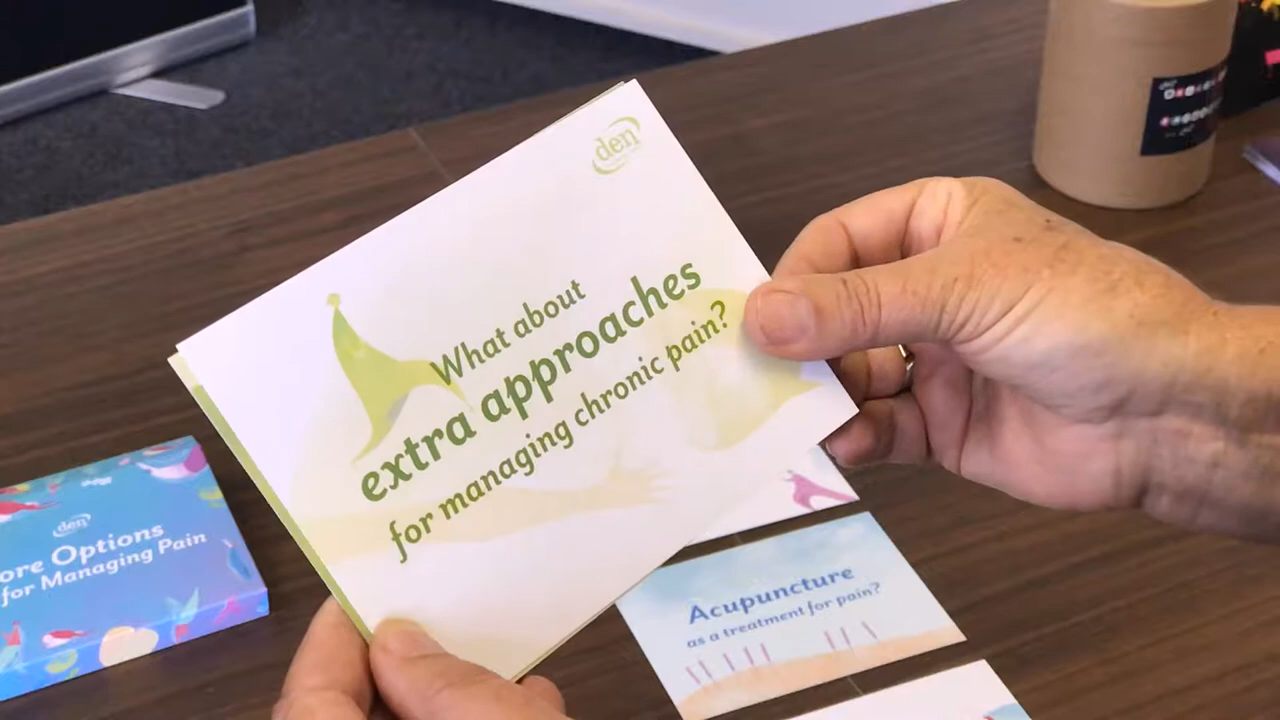 den
What about
extra approaches
for managing chronic pain?
den
ore Options
for Managing Pain
Acupuncture
as a treatment for pain?